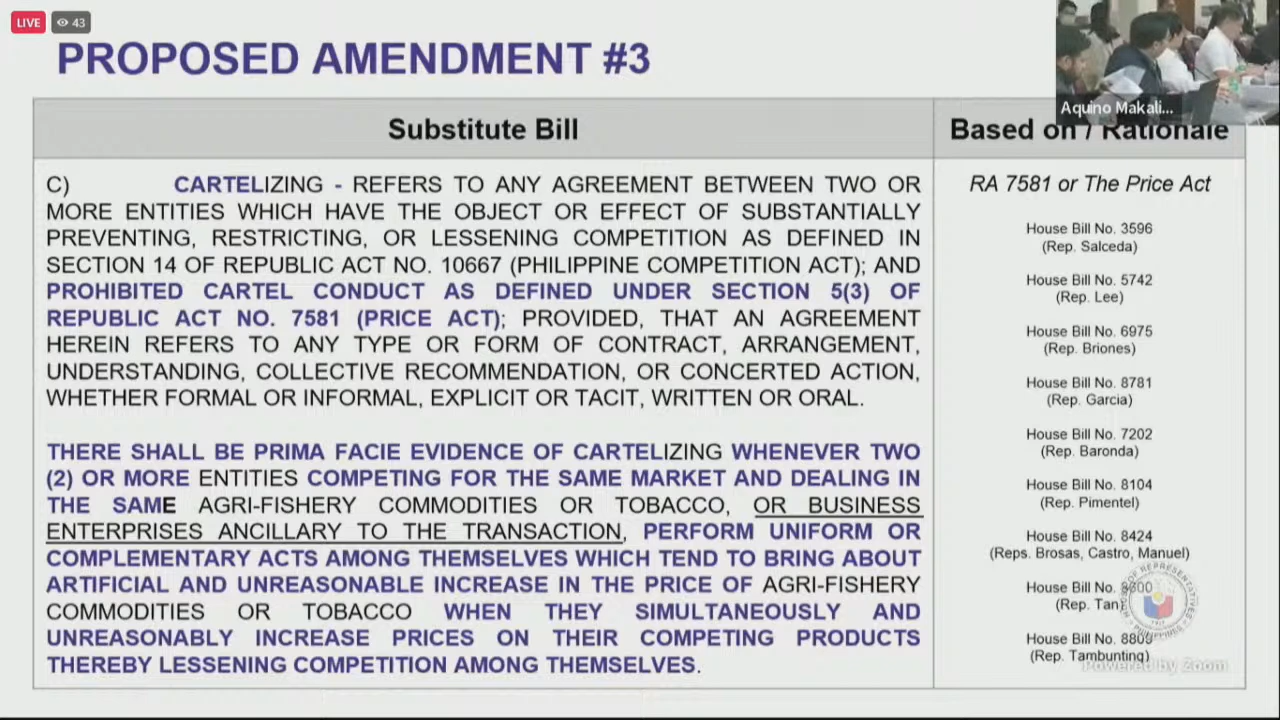 LIVE 43
PROPOSED AMENDMENT #3
Aquino Makali...
Substitute Bill
Based on / Rationale
C) CARTELIZING - REFERS TO ANY AGREEMENT BETWEEN TWO OR
MORE ENTITIES WHICH HAVE THE OBJECT OR EFFECT OF SUBSTANTIALLY
PREVENTING, RESTRICTING, OR LESSENING COMPETITION AS DEFINED IN
SECTION 14 OF REPUBLIC ACT NO. 10667 (PHILIPPINE COMPETITION ACT); AND
PROHIBITED CARTEL CONDUCT AS DEFINED UNDER SECTION 5(3) OF
REPUBLIC ACT NO. 7581 (PRICE ACT); PROVIDED, THAT AN AGREEMENT
HEREIN REFERS TO ANY TYPE OR FORM OF CONTRACT, ARRANGEMENT,
UNDERSTANDING, COLLECTIVE RECOMMENDATION, OR CONCERTED ACTION,
WHETHER FORMAL OR INFORMAL, EXPLICIT OR TACIT, WRITTEN OR ORAL.
THERE SHALL BE PRIMA FACIE EVIDENCE OF CARTELIZING WHENEVER TWO
(2) OR MORE ENTITIES COMPETING FOR THE SAME MARKET AND DEALING IN
THE SAME AGRI-FISHERY COMMODITIES OR TOBACCO, OR BUSINESS
ENTERPRISES ANCILLARY TO THE TRANSACTION, PERFORM UNIFORM OR
COMPLEMENTARY ACTS AMONG THEMSELVES WHICH TEND TO BRING ABOUT
ARTIFICIAL AND UNREASONABLE INCREASE IN THE PRICE OF AGRI-FISHERY
COMMODITIES OR TOBACCO WHEN THEY SIMULTANEOUSLY AND
UNREASONABLY INCREASE PRICES ON THEIR COMPETING PRODUCTS
THEREBY LESSENING COMPETITION AMONG THEMSELVES.
RA 7581 or The Price Act
House Bill No. 3596
(Rep. Salceda)
House Bill No. 5742
(Rep. Lee)
House Bill No. 6975
(Rep. Briones)
House Bill No. 8781
(Rep. Garcia)
House Bill No. 7202
(Rep. Baronda)
House Bill No. 8104
(Rep. Pimentel)
House Bill No. 8424
(Reps. Brosas, Castro, Manuel)
House Bill No.
(Rep. Tan)
House Bill No. 8809
(Rep. Tambunting)
HOUSE OF REPRESENTATIVES
PHILIPPINES
Powered by Zoom